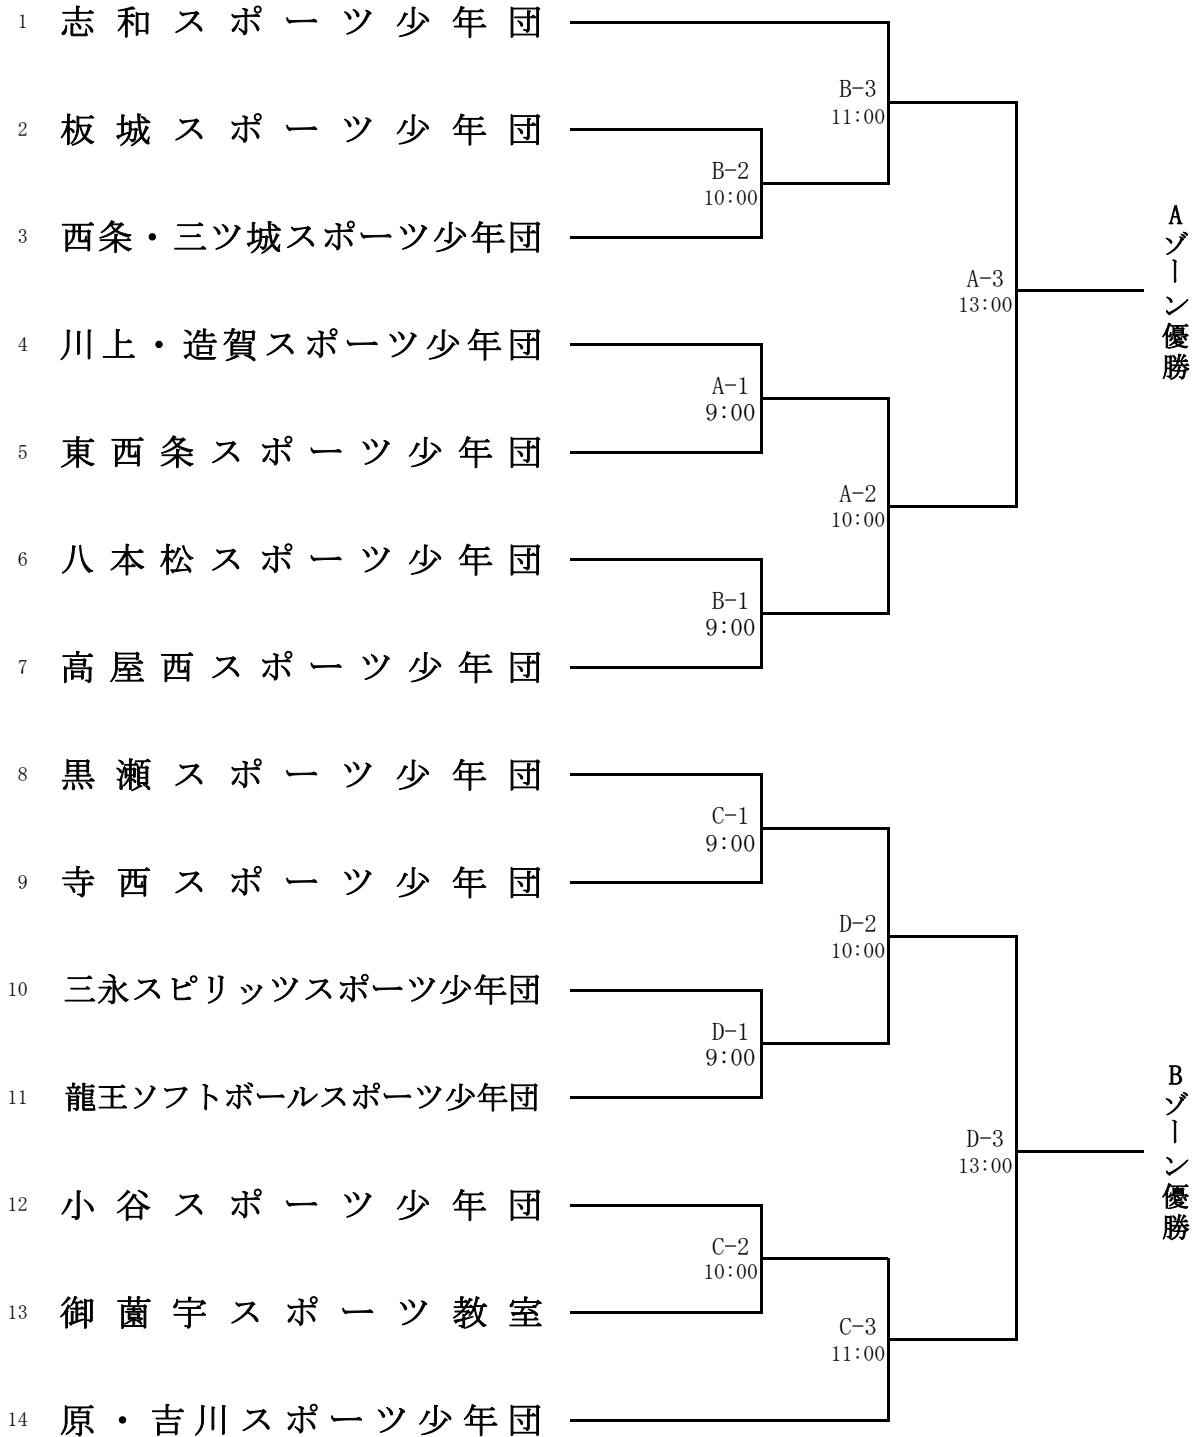 1 志和スポーツ少年団
2 板城スポーツ少年団
3 西条・三ツ城スポーツ少年団
4 川上・造賀スポーツ少年団
5 東西条スポーツ少年団
6 八本松スポーツ少年団
7 高屋西スポーツ少年団
8 黒瀬スポーツ少年団
9 寺西スポーツ少年団
10 三永スピリッツスポーツ少年団
11 龍王ソフトボールスポーツ少年団
12 小谷スポーツ少年団
13 御薗宇スポーツ教室
14 原・吉川スポーツ少年団
B-2
10:00
A-1
9:00
B-1
9:00
C-1
9:00
D-1
9:00
C-2
10:00
B-3
11:00
A-2
10:00
D-2
10:00
C-3
11:00
A-3
13:00
D-3
13:00
Aゾーン優勝
Bゾーン優勝